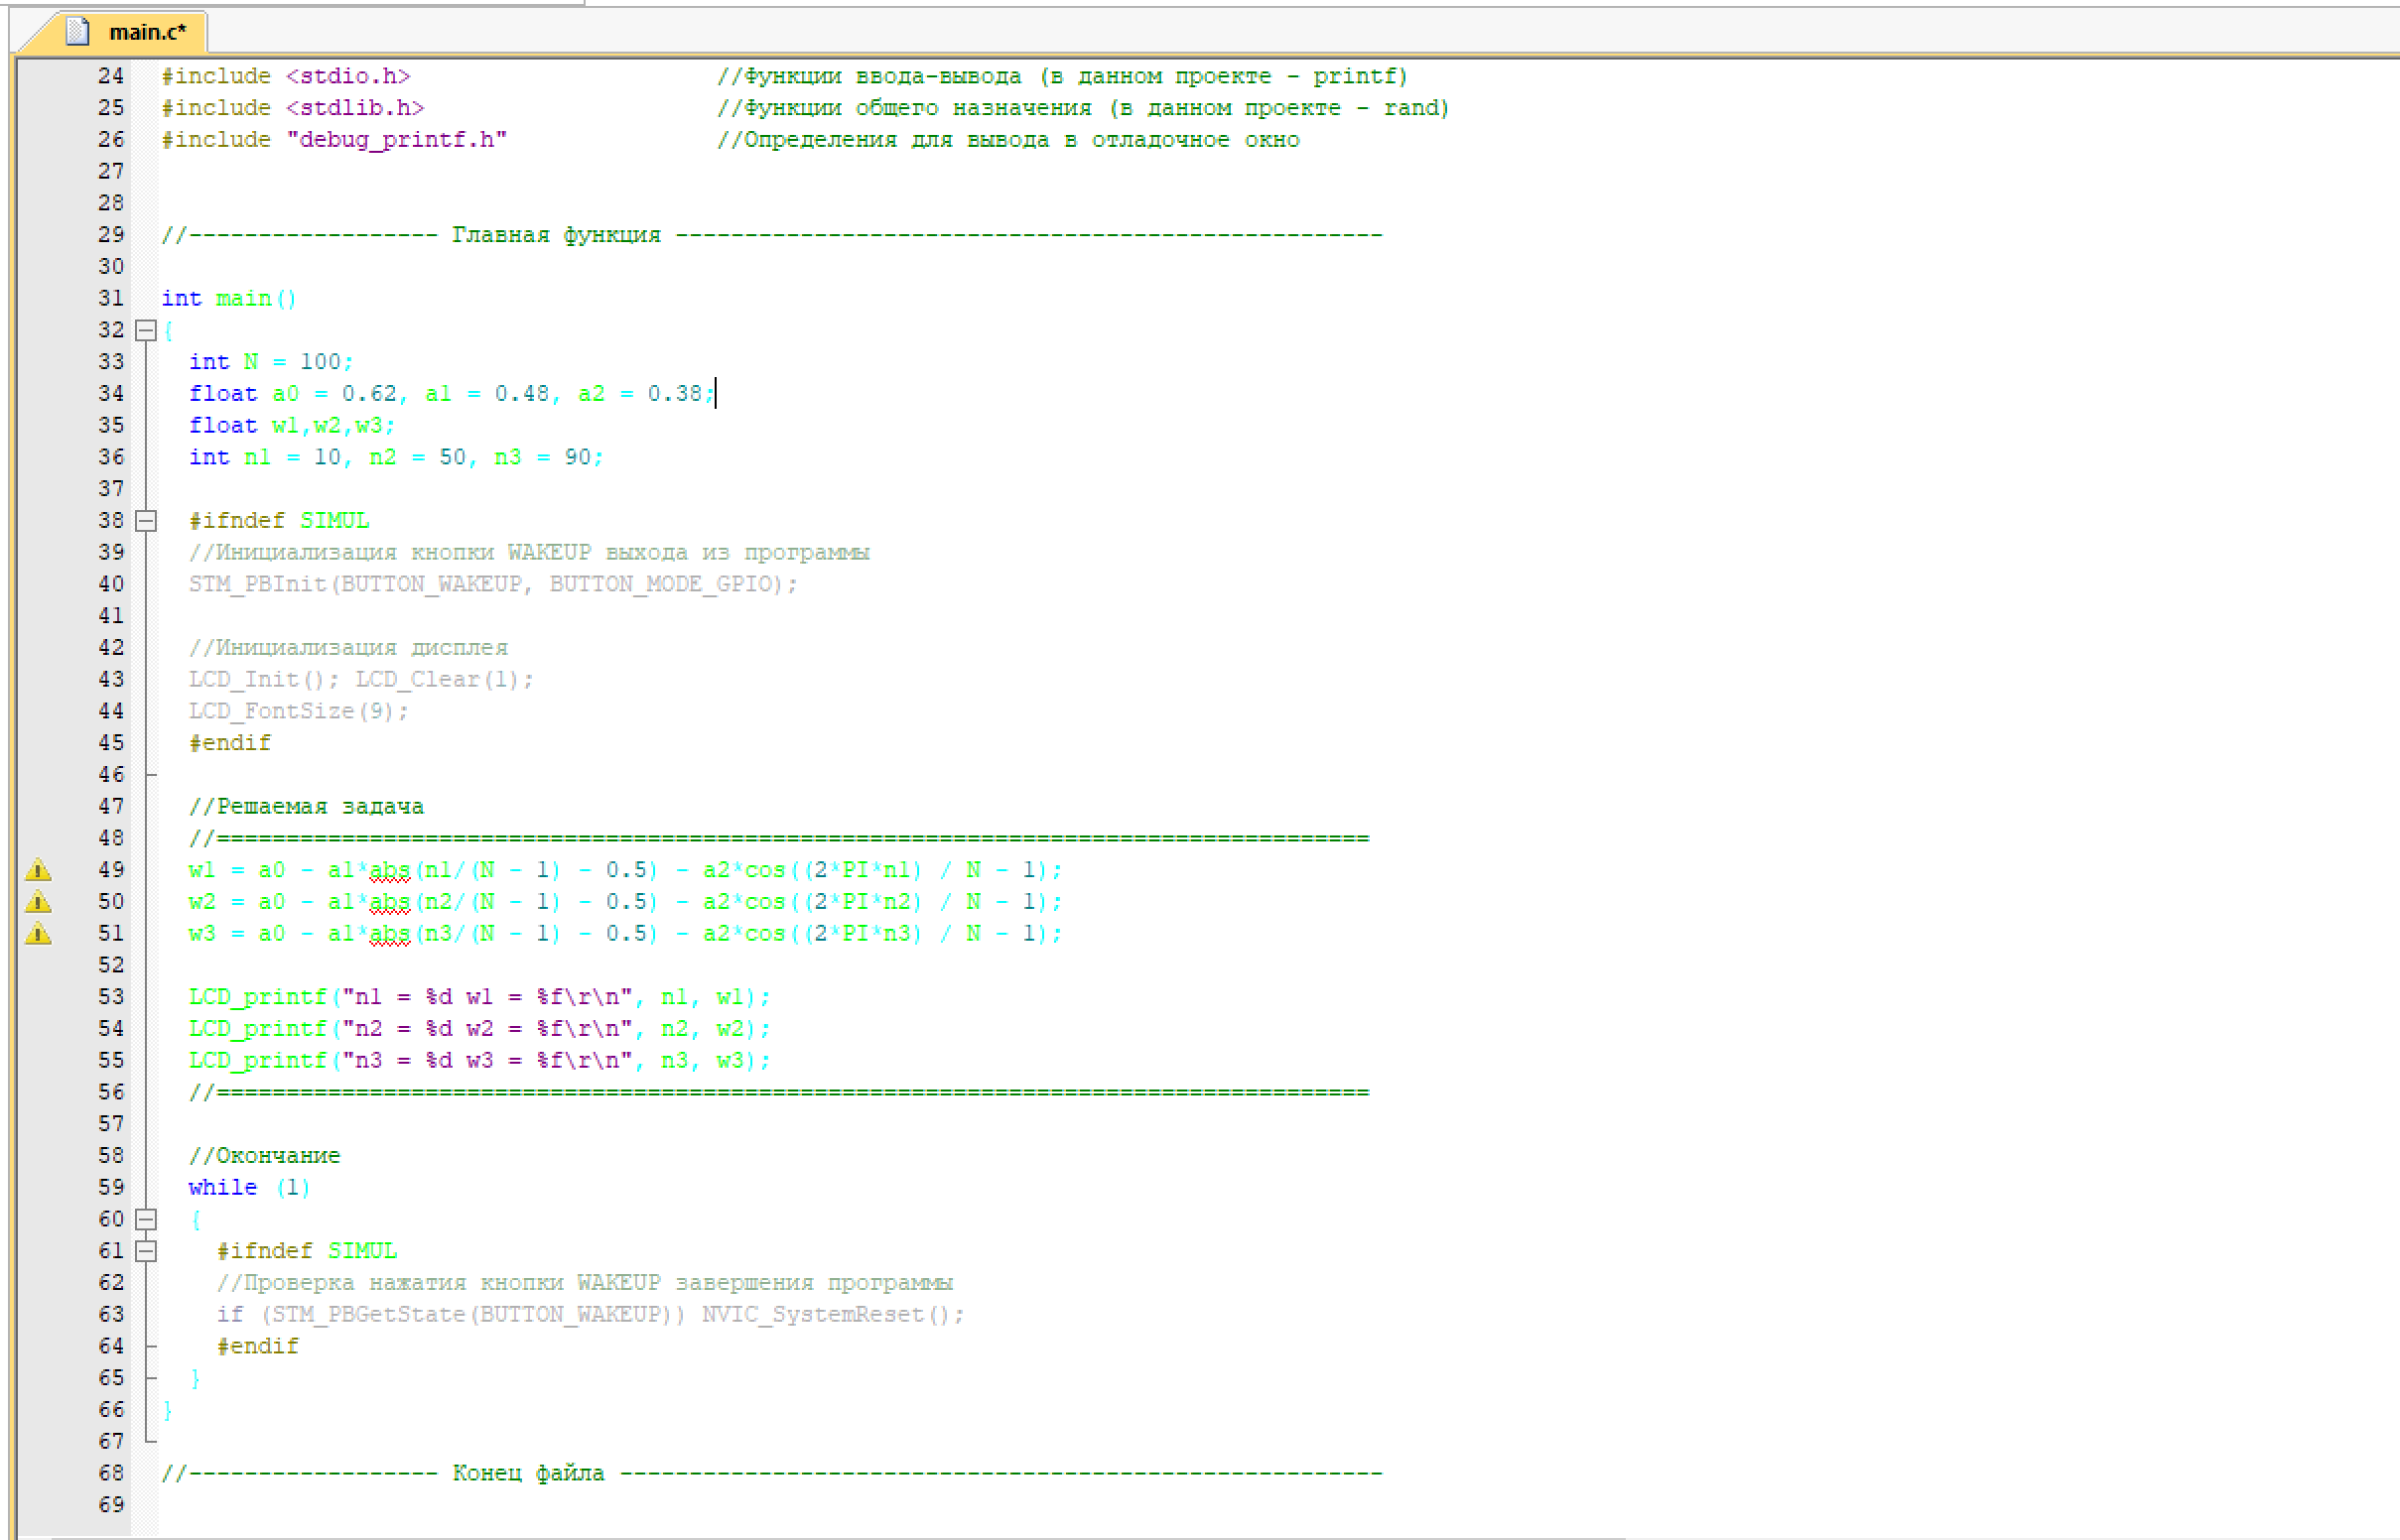 main.c*
24 #include <stdio.h> //Функции ввода-вывода (в данном проекте - printf)
25 #include <stdlib.h> //Функции общего назначения (в данном проекте - rand)
26 #include "debug_printf.h" //Определения для вывода в отладочное окно
27
28
29 //------------------ Главная функция ---------------------------------------------------
30
31 int main()
32 {
33 int N = 100;
34 float a0 = 0.62, a1 = 0.48, a2 = 0.38;
35 float w1,w2,w3;
36 int n1 = 10, n2 = 50, n3 = 90;
37
38 #ifndef SIMUL
39 //Инициализация кнопки WAKEUP выхода из программы
40 STM_PBInit(BUTTON_WAKEUP, BUTTON_MODE_GPIO);
41
42 //Инициализация дисплея
43 LCD_Init(); LCD_Clear(1);
44 LCD_FontSize(9);
45 #endif
46
47 //Решаемая задача
48 //===================================================================================
49 w1 = a0 - a1*abs(n1/(N - 1) - 0.5) - a2*cos((2*PI*n1) / N - 1);
50 w2 = a0 - a1*abs(n2/(N - 1) - 0.5) - a2*cos((2*PI*n2) / N - 1);
51 w3 = a0 - a1*abs(n3/(N - 1) - 0.5) - a2*cos((2*PI*n3) / N - 1);
52
53 LCD_printf("n1 = %d w1 = %f\r\n", n1, w1);
54 LCD_printf("n2 = %d w2 = %f\r\n", n2, w2);
55 LCD_printf("n3 = %d w3 = %f\r\n", n3, w3);
56 //===================================================================================
57
58 //Окончание
59 while (1)
60 {
61 #ifndef SIMUL
62 //Проверка нажатия кнопки WAKEUP завершения программы
63 if (STM_PBGetState(BUTTON_WAKEUP)) NVIC_SystemReset();
64 #endif
65 }
66 }
67
68 //------------------ Конец файла -------------------------------------------------------
69